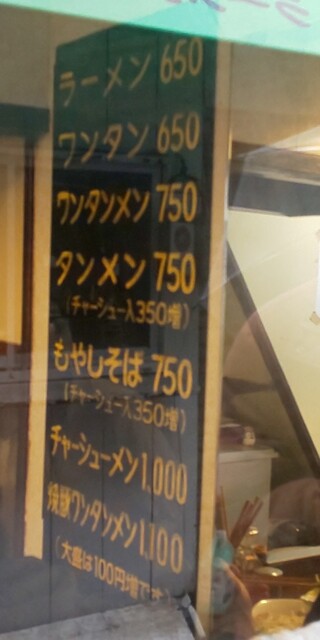 ラーメン 650
ワンタン 650
ワンタンメン 750
タンメン 750
(チャーシュー入350増)
もやしそば 750
(チャーシュー入350増)
チャーシューメン1,000
焼豚ワンタンメン1,100
(大盛は100円増です)